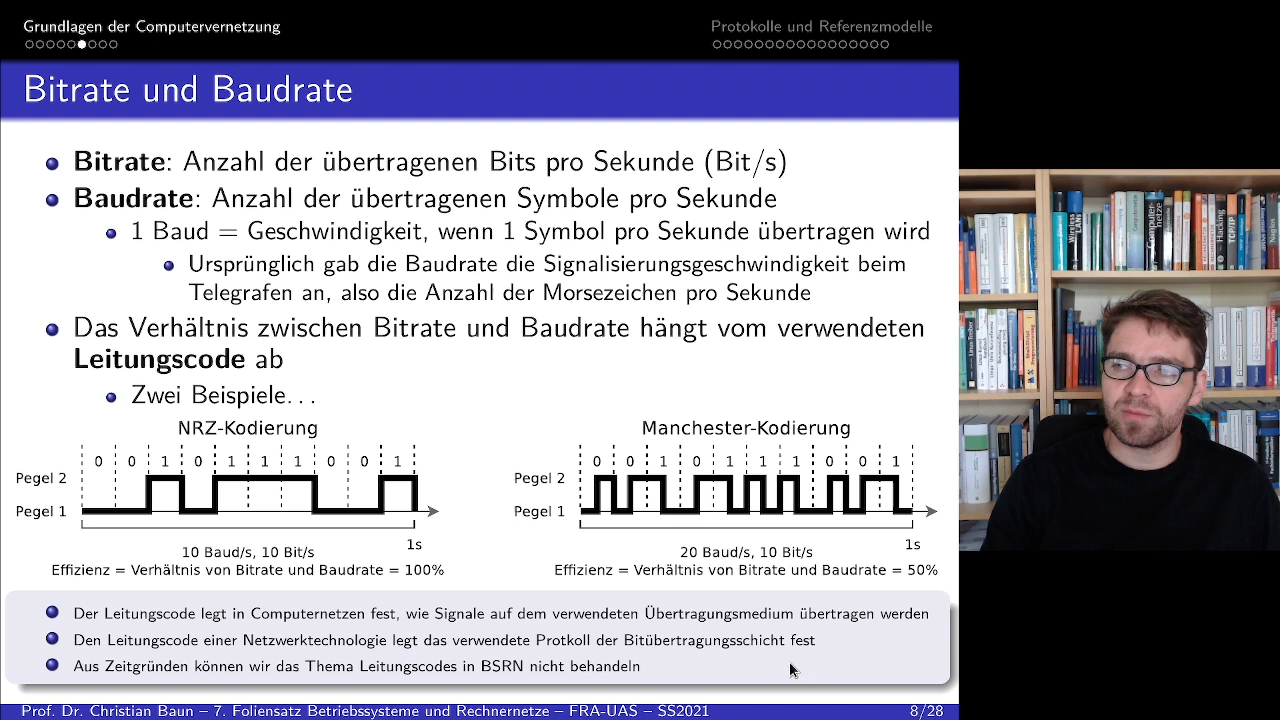 Grundlagen der Computervernetzung
Protokolle und Referenzmodelle
Bitrate und Baudrate
Bitrate: Anzahl der übertragenen Bits pro Sekunde (Bit/s)
Baudrate: Anzahl der übertragenen Symbole pro Sekunde
1 Baud = Geschwindigkeit, wenn 1 Symbol pro Sekunde übertragen wird
Ursprünglich gab die Baudrate die Signalisierungsgeschwindigkeit beim
Telegrafen an, also die Anzahl der Morsezeichen pro Sekunde
Das Verhältnis zwischen Bitrate und Baudrate hängt vom verwendeten
Leitungscode ab
Zwei Beispiele...
NRZ-Kodierung
0 0 1 0 1 1 1 0 0 1
Pegel 2
Pegel 1
1s
10 Baud/s, 10 Bit/s
Effizienz = Verhältnis von Bitrate und Baudrate = 100%
Manchester-Kodierung
0 0 1 0 1 1 1 0 0 1
Pegel 2
Pegel 1
1s
20 Baud/s, 10 Bit/s
Effizienz = Verhältnis von Bitrate und Baudrate = 50%
Der Leitungscode legt in Computernetzen fest, wie Signale auf dem verwendeten Übertragungsmedium übertragen werden
Den Leitungscode einer Netzwerktechnologie legt das verwendete Protkoll der Bitübertragungsschicht fest
Aus Zeitgründen können wir das Thema Leitungscodes in BSRN nicht behandeln
Prof. Dr. Christian Baun – 7. Foliensatz Betriebssysteme und Rechnernetze – FRA-UAS – SS2021
8/28
Wireless LANs
Computer-Netze
Hacking
TCP/IP